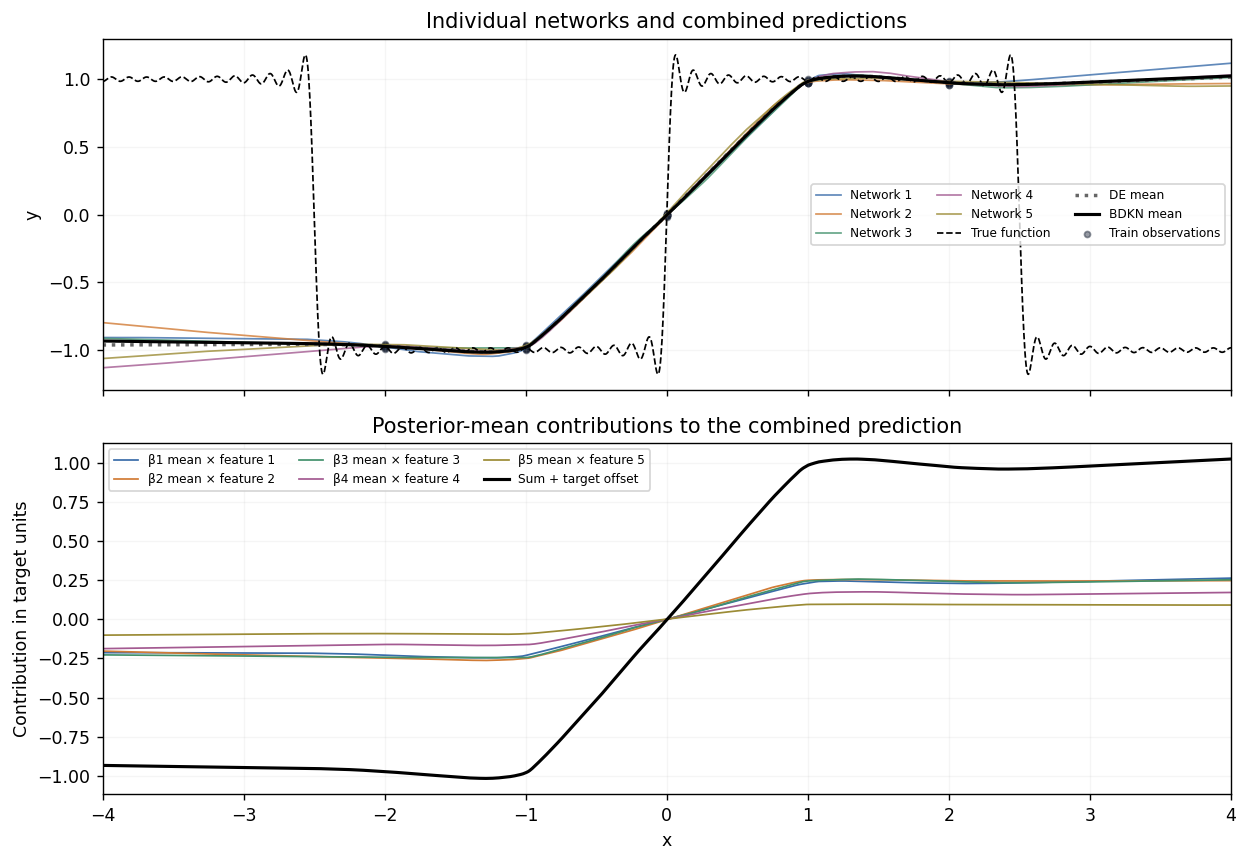 Individual networks and combined predictions
1.0
0.5
0.0
−0.5
−1.0
y
Network 1 Network 4 DE mean
Network 2 Network 5 BDKN mean
Network 3 True function Train observations
Posterior-mean contributions to the combined prediction
β1 mean × feature 1 β3 mean × feature 3 β5 mean × feature 5
β2 mean × feature 2 β4 mean × feature 4 Sum + target offset
1.00
0.75
0.50
0.25
0.00
−0.25
−0.50
−0.75
−1.00
Contribution in target units
−4 −3 −2 −1 0 1 2 3 4
x